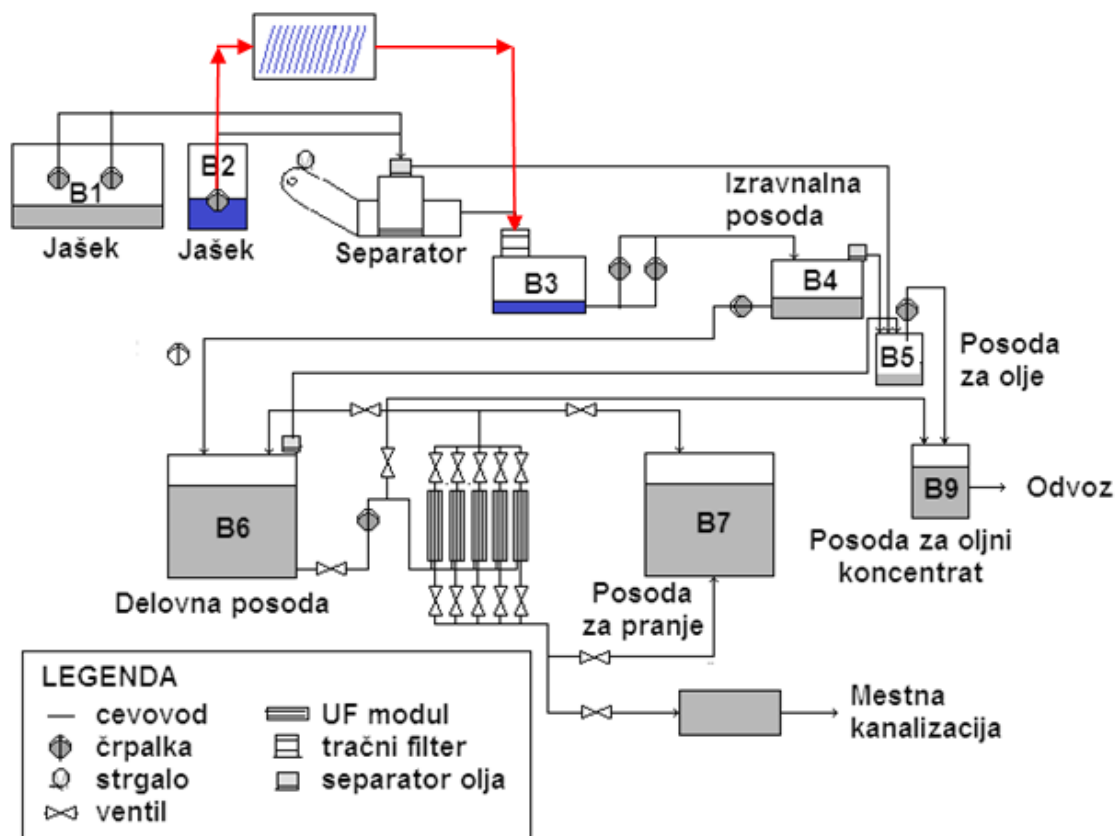 B1
B2
Jašek
Jašek
Separator
Izravnalna
posoda
B3
B4
B5
Posoda
za olje
B6
B7
B9
Odvoz
Delovna posoda
Posoda
za pranje
Posoda za oljni
koncentrat
Mestna
kanalizacija
LEGENDA
cevovod
črpalka
strgalo
ventil
UF modul
tračni filter
separator olja